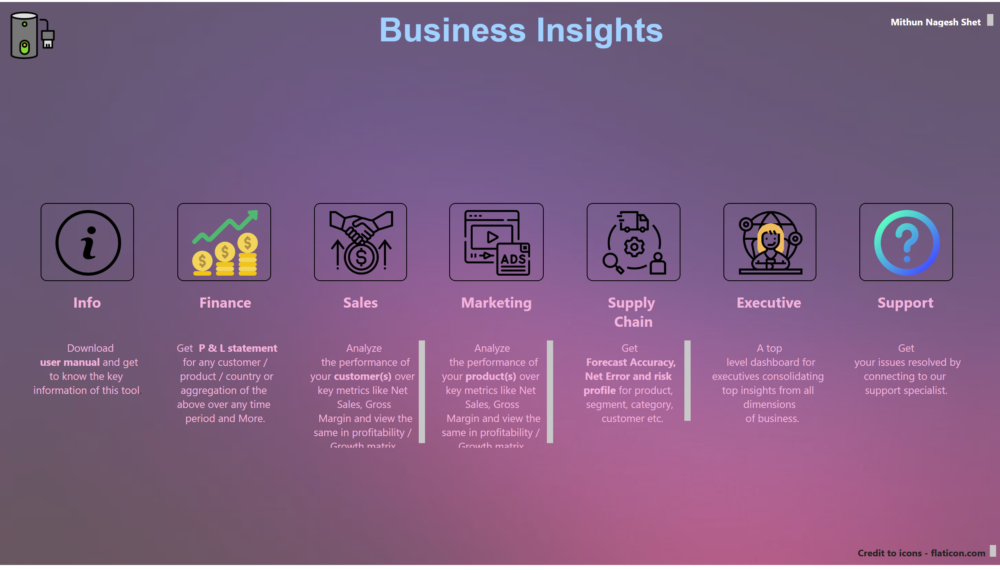 Business Insights
Mithun Nagesh Shet
ADS
Info
Finance
Sales
Marketing
Supply
Chain
Executive
Support
Download
user manual and get
to know the key
information of this tool.
Get P & L statement
for any customer /
product / country or
aggregation of the
above over any time
period and More.
Analyze
the performance of
your customer(s) over
key metrics like Net
Sales, Gross
Margin and view the
same in profitability /
Growth matrix
Analyze
the performance of
your product(s) over
key metrics like Net
Sales, Gross
Margin and view the
same in profitability /
Growth matrix
Get
Forecast Accuracy,
Net Error and risk
profile for product,
segment, category,
customer etc.
A top
level dashboard for
executives consolidating
top insights from all
dimensions
of business.
Get
your issues resolved by
connecting to our
support specialist.
Credit to icons - flaticon.com